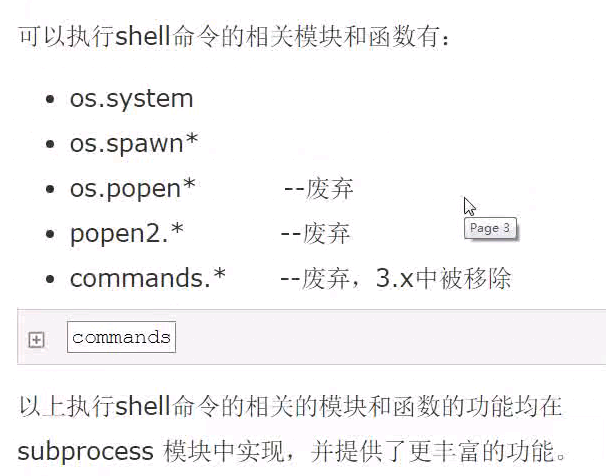 可以执行shell命令的相关模块和函数有：
os.system
os.spawn*
os.popen* --废弃
popen2.* --废弃
Page 3
commands.* --废弃，3.x中被移除
commands
以上执行shell命令的相关的模块和函数的功能均在
subprocess 模块中实现，并提供了更丰富的功能。